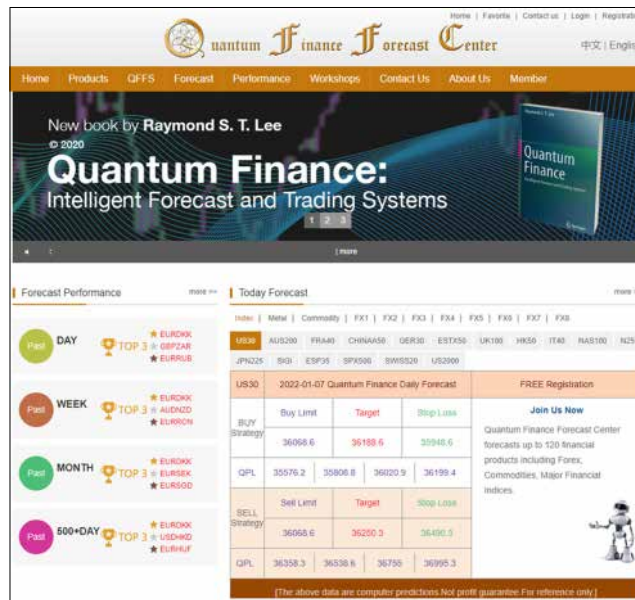 Home | Favorite | Contact us | Login | Registrat
Quantum Finance Forecast Center
中文 | Englis
Home Products QFFS Forecast Performance Workshops Contact Us About Us Member
New book by Raymond S. T. Lee
© 2020
Quantum Finance:
Intelligent Forecast and Trading Systems
Quantum
Finance
1 2 3
| more
Forecast Performance more >>
Past DAY TOP 3
EURDKK
GBPZAR
EURRUB
Past WEEK TOP 3
EURDKK
AUDNZD
EURRON
Past MONTH TOP 3
EURDKK
EURSEK
EURSGD
Past 500+DAY TOP 3
EURDKK
USDHKD
EURHUF
Today Forecast more
Index | Metal | Commodity | FX1 | FX2 | FX3 | FX4 | FX5 | FX6 | FX7 | FX8
US30 AUS200 FRA40 CHINAA50 GER30 ESTX50 UK100 HK50 IT40 NAS100 N25
JPN225 SIGI ESP35 SPX500 SWISS20 US2000
US30 2022-01-07 Quantum Finance Daily Forecast FREE Registration
BUY Strategy
Buy Limit Target Stop Loss
36068.6 36188.6 35948.6
QPL 35576.2 35806.8 36020.9 36199.4
SELL Strategy
Sell Limit Target Stop Loss
36068.6 36250.3
QPL 36358.3 36538.6 36755 36995.3
Join Us Now
Quantum Finance Forecast Center
forecasts up to 120 financial
products including Forex,
Commodities, Major Financial
Indices.
[The above data are computer predictions.Not profit guarantee.For reference only.]